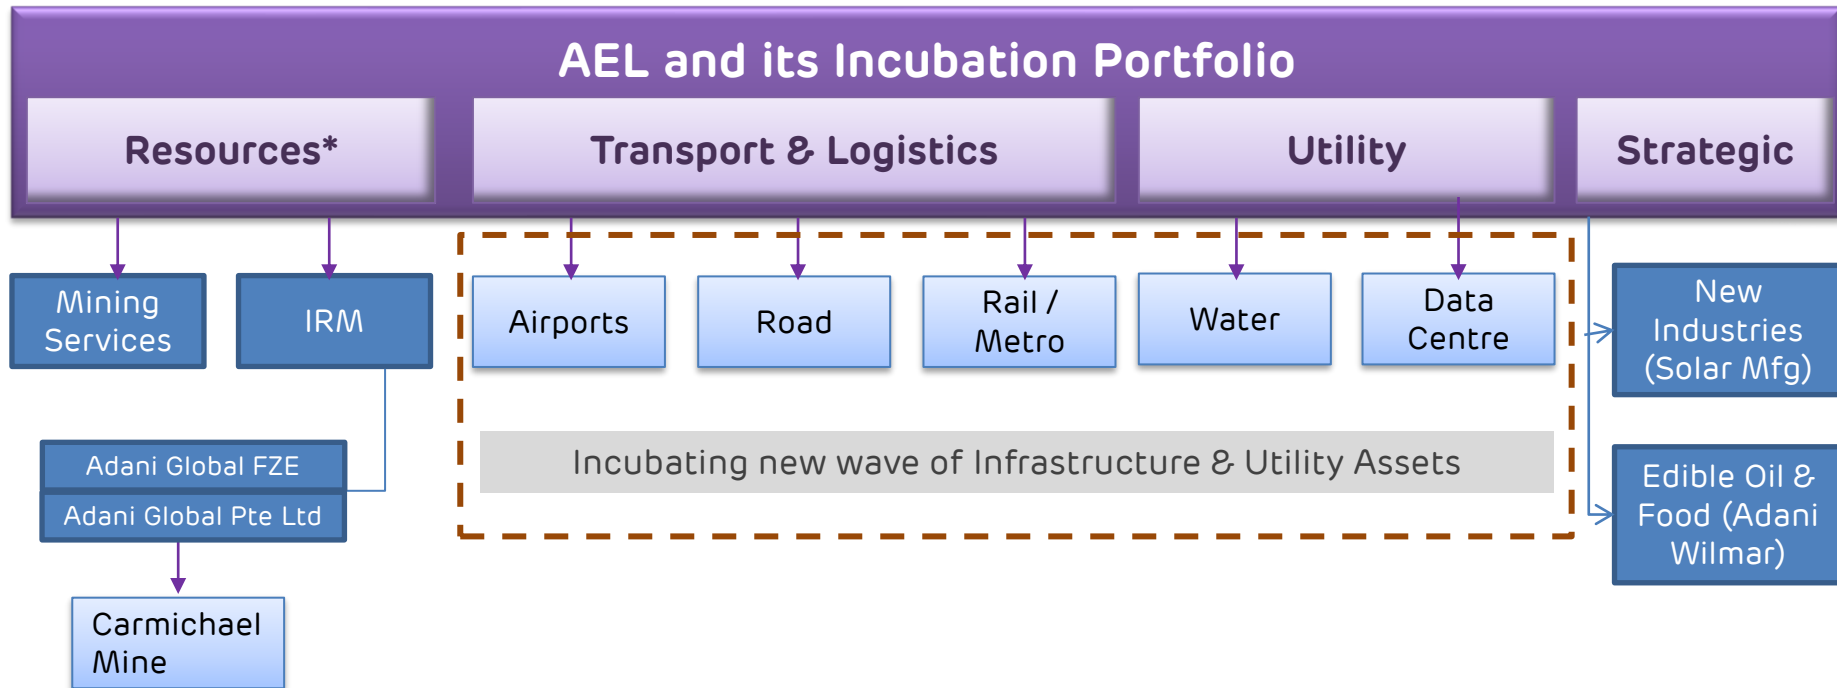 AEL and its Incubation Portfolio
Resources*
Transport & Logistics
Utility
Strategic
Mining
Services
IRM
Airports
Road
Rail /
Metro
Water
Data
Centre
New
Industries
(Solar Mfg)
Incubating new wave of Infrastructure & Utility Assets
Adani Global FZE
Adani Global Pte Ltd
Edible Oil &
Food (Adani
Wilmar)
Carmichael
Mine